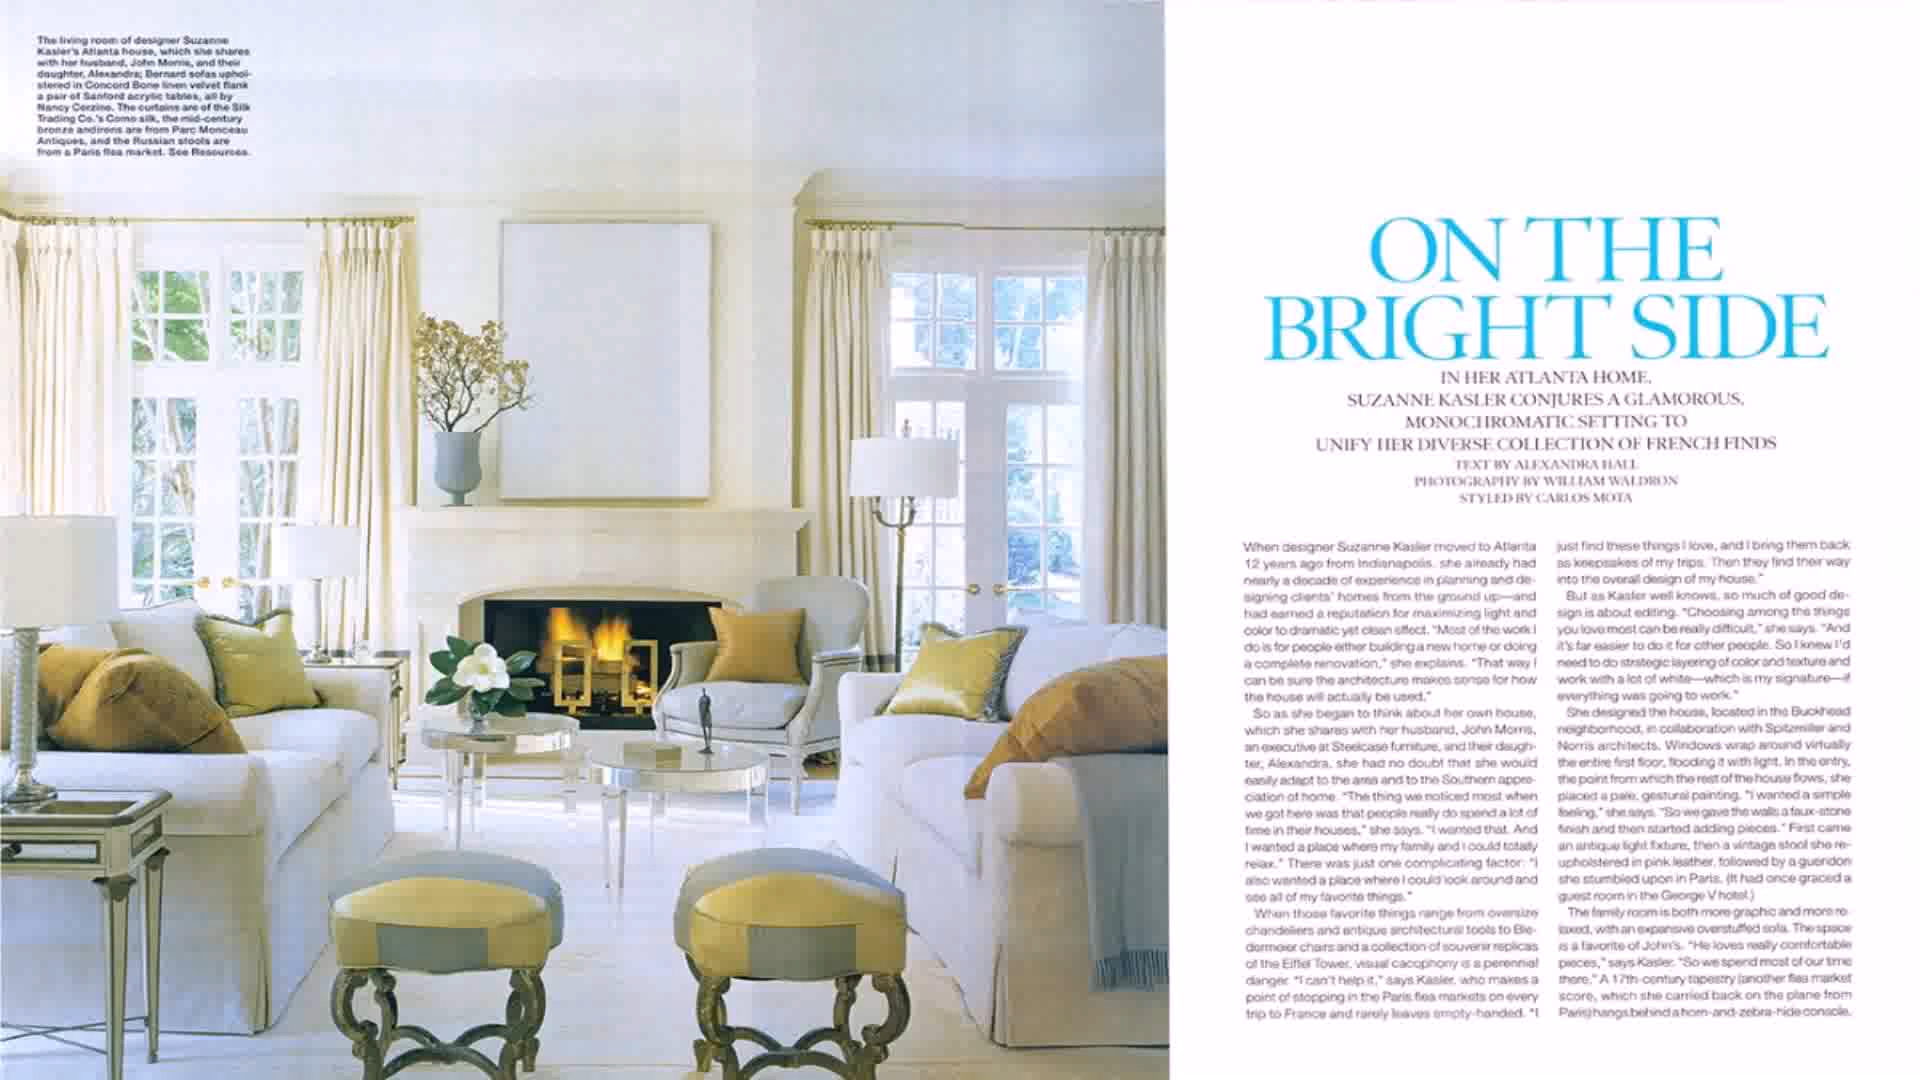 The living room of designer Suzanne
Kasler's Atlanta house, which she shares
with her husband, John Morris, and their
daughter, Alexandra; Bernard sofas uphol-
stered in Concord Bone linen velvet flank
a pair of Sanford acrylic tables, all by
Nancy Corzine. The curtains are of the Silk
Trading Co.'s Como silk, the mid-century
bronze andirons are from Parc Monceau
Antiques, and the Russian stools are
from a Paris flea market. See Resources.
ON THE
BRIGHT SIDE
IN HER ATLANTA HOME,
SUZANNE KASLER CONJURES A GLAMOROUS,
MONOCHROMATIC SETTING TO
UNIFY HER DIVERSE COLLECTION OF FRENCH FINDS
TEXT BY ALEXANDRA HALL
PHOTOGRAPHY BY WILLIAM WALDRON
STYLED BY CARLOS MOTA
When designer Suzanne Kasler moved to Atlanta
12 years ago from Indianapolis, she already had
nearly a decade of experience in planning and de-
signing clients' homes from the ground up—and
had earned a reputation for maximizing light and
color to dramatic yet clean effect. "Most of the work I
do is for people either building a new home or doing
a complete renovation," she explains. "That way I
can be sure the architecture makes sense for how
the house will actually be used."
So as she began to think about her own house,
which she shares with her husband, John Morris,
an executive at Steelcase furniture, and their daugh-
ter, Alexandra, she had no doubt that she would
easily adapt to the area and to the Southern appre-
ciation of home. "The thing we noticed most when
we got here was that people really do spend a lot of
time in their houses," she says. "I wanted that. And
I wanted a place where my family and I could totally
relax." There was just one complicating factor: "I
also wanted a place where I could look around and
see all of my favorite things."
When those favorite things range from oversize
chandeliers and antique architectural tools to Bie-
dermeier chairs and a collection of souvenir replicas
of the Eiffel Tower, visual cacophony is a perennial
danger. "I can't help it," says Kasler, who makes a
point of stopping in the Paris flea markets on every
trip to France and rarely leaves empty-handed. "I
just find these things I love, and I bring them back
as keepsakes of my trips. Then they find their way
into the overall design of my house."
But as Kasler well knows, so much of good de-
sign is about editing. "Choosing among the things
you love most can be really difficult," she says. "And
it's far easier to do it for other people. So I knew I'd
need to do strategic layering of color and texture and
work with a lot of white—which is my signature—if
everything was going to work."
She designed the house, located in the Buckhead
neighborhood, in collaboration with Spitzmiller and
Norris architects. Windows wrap around virtually
the entire first floor, flooding it with light. In the entry,
the point from which the rest of the house flows, she
placed a pale, gestural painting. "I wanted a simple
feeling," she says. "So we gave the walls a faux-stone
finish and then started adding pieces." First came
an antique light fixture, then a vintage stool she re-
upholstered in pink leather, followed by a guéridon
she stumbled upon in Paris. (It had once graced a
guest room in the George V hotel.)
The family room is both more graphic and more re-
laxed, with an expansive overstuffed sofa. The space
is a favorite of John's. "He loves really comfortable
pieces," says Kasler. "So we spend most of our time
there." A 17th-century tapestry (another flea market
score, which she carried back on the plane from
Paris) hangs behind a horn-and-zebra-hide console,